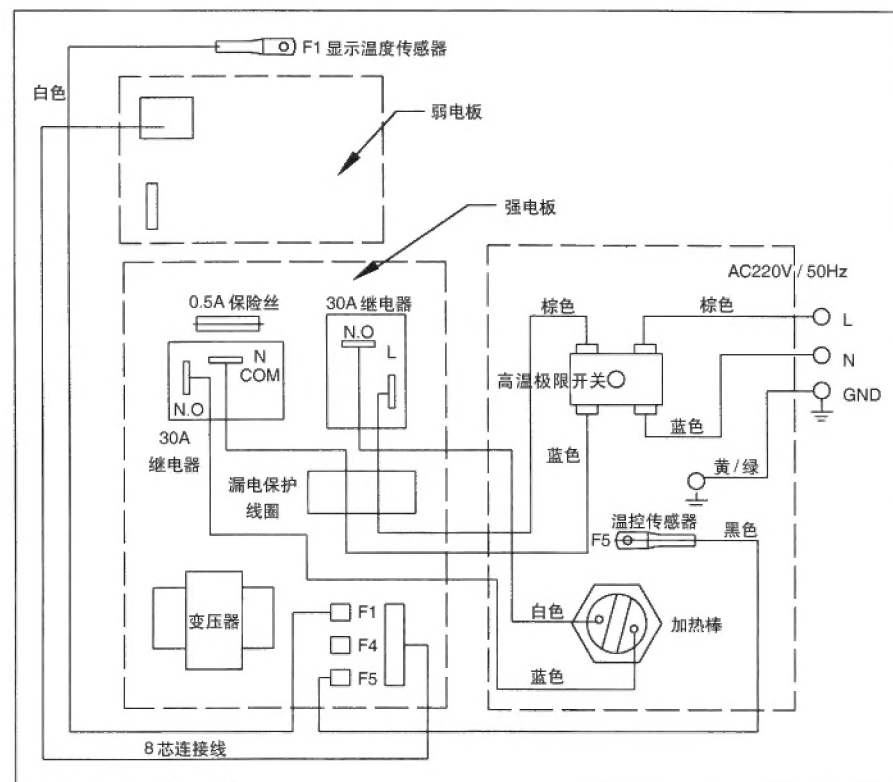 F1 显示温度传感器
白色
弱电板
强电板
AC220V / 50Hz
0.5A 保险丝
30A 继电器
棕色
棕色
L
N.O
L
N
COM
N
高温极限开关
N.O
GND
30A
继电器
蓝色
蓝色
漏电保护
线圈
黄 / 绿
温控传感器
F5
黑色
变压器
F1
白色
加热棒
F4
F5
蓝色
8 芯连接线